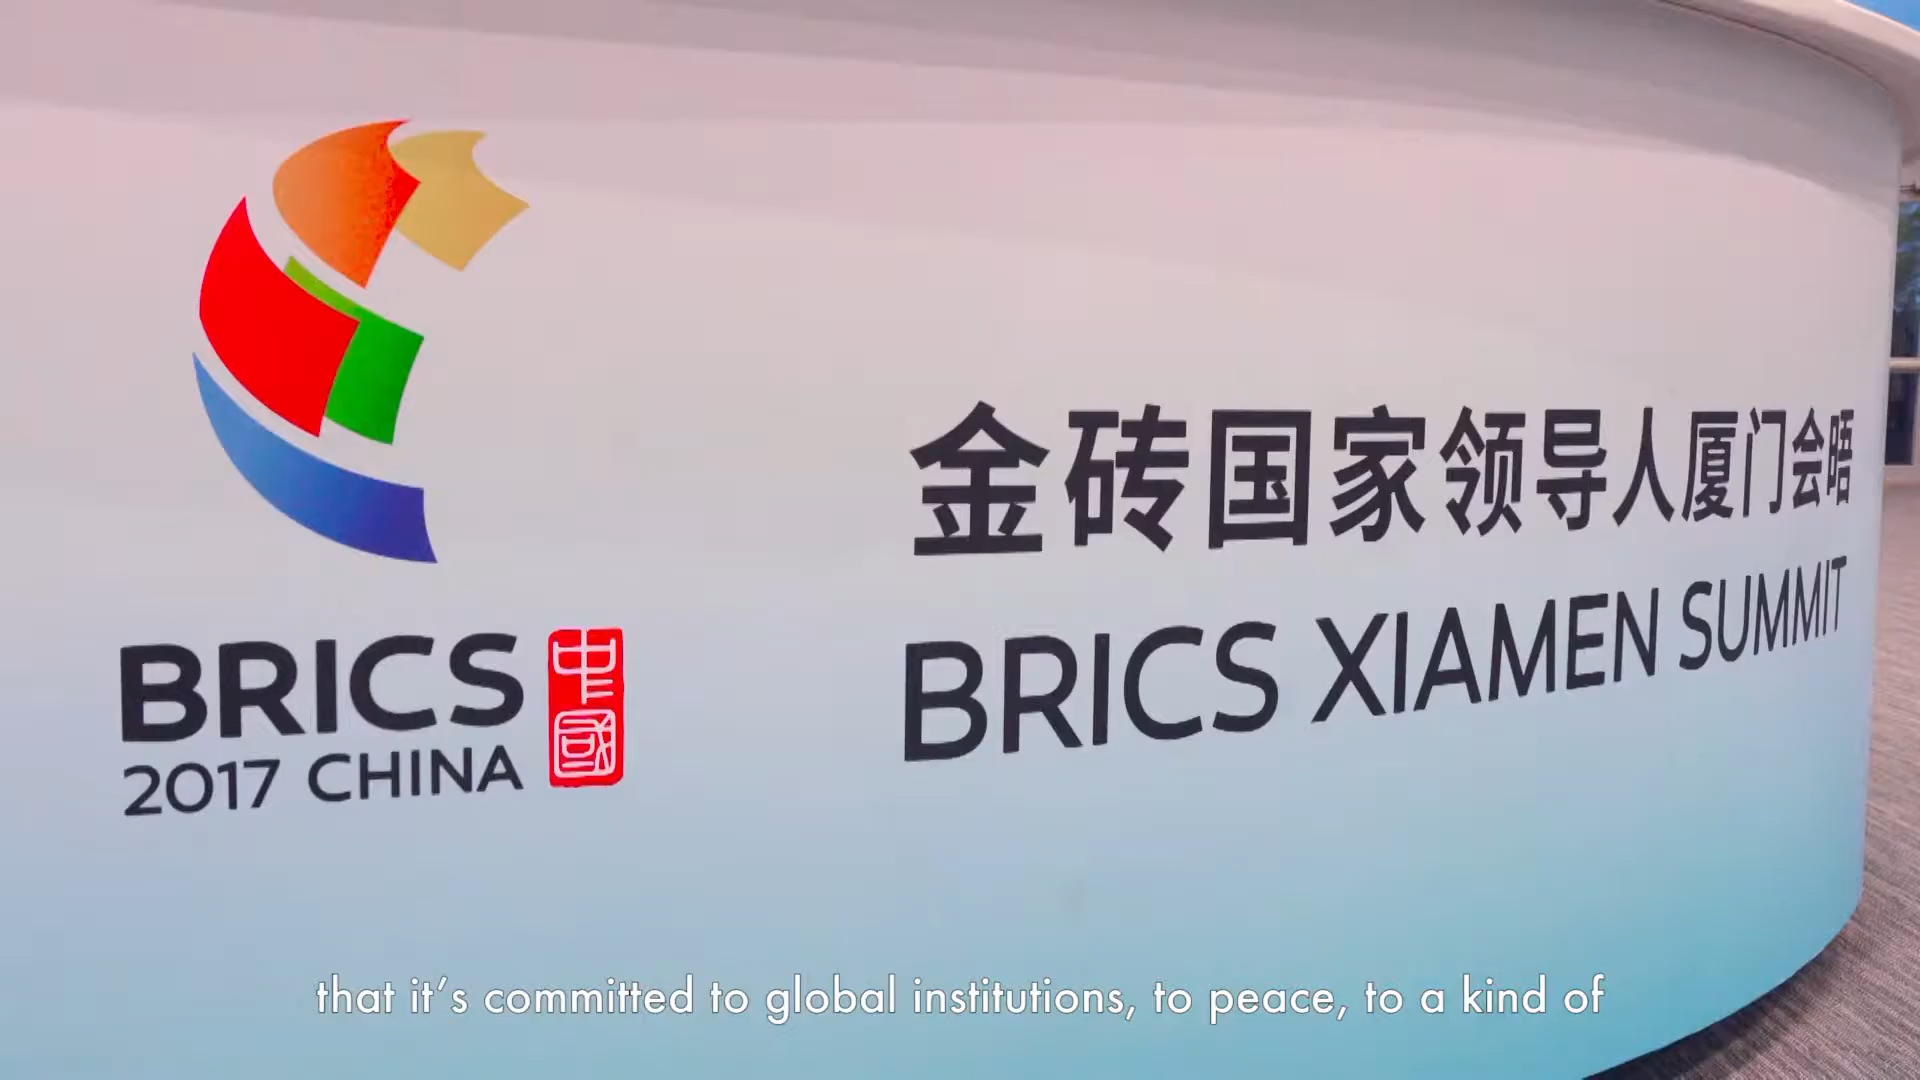 BRICS
2017 CHINA
中國
金砖国家领导人厦门会晤
BRICS XIAMEN SUMMIT
that it's committed to global institutions, to peace, to a kind of